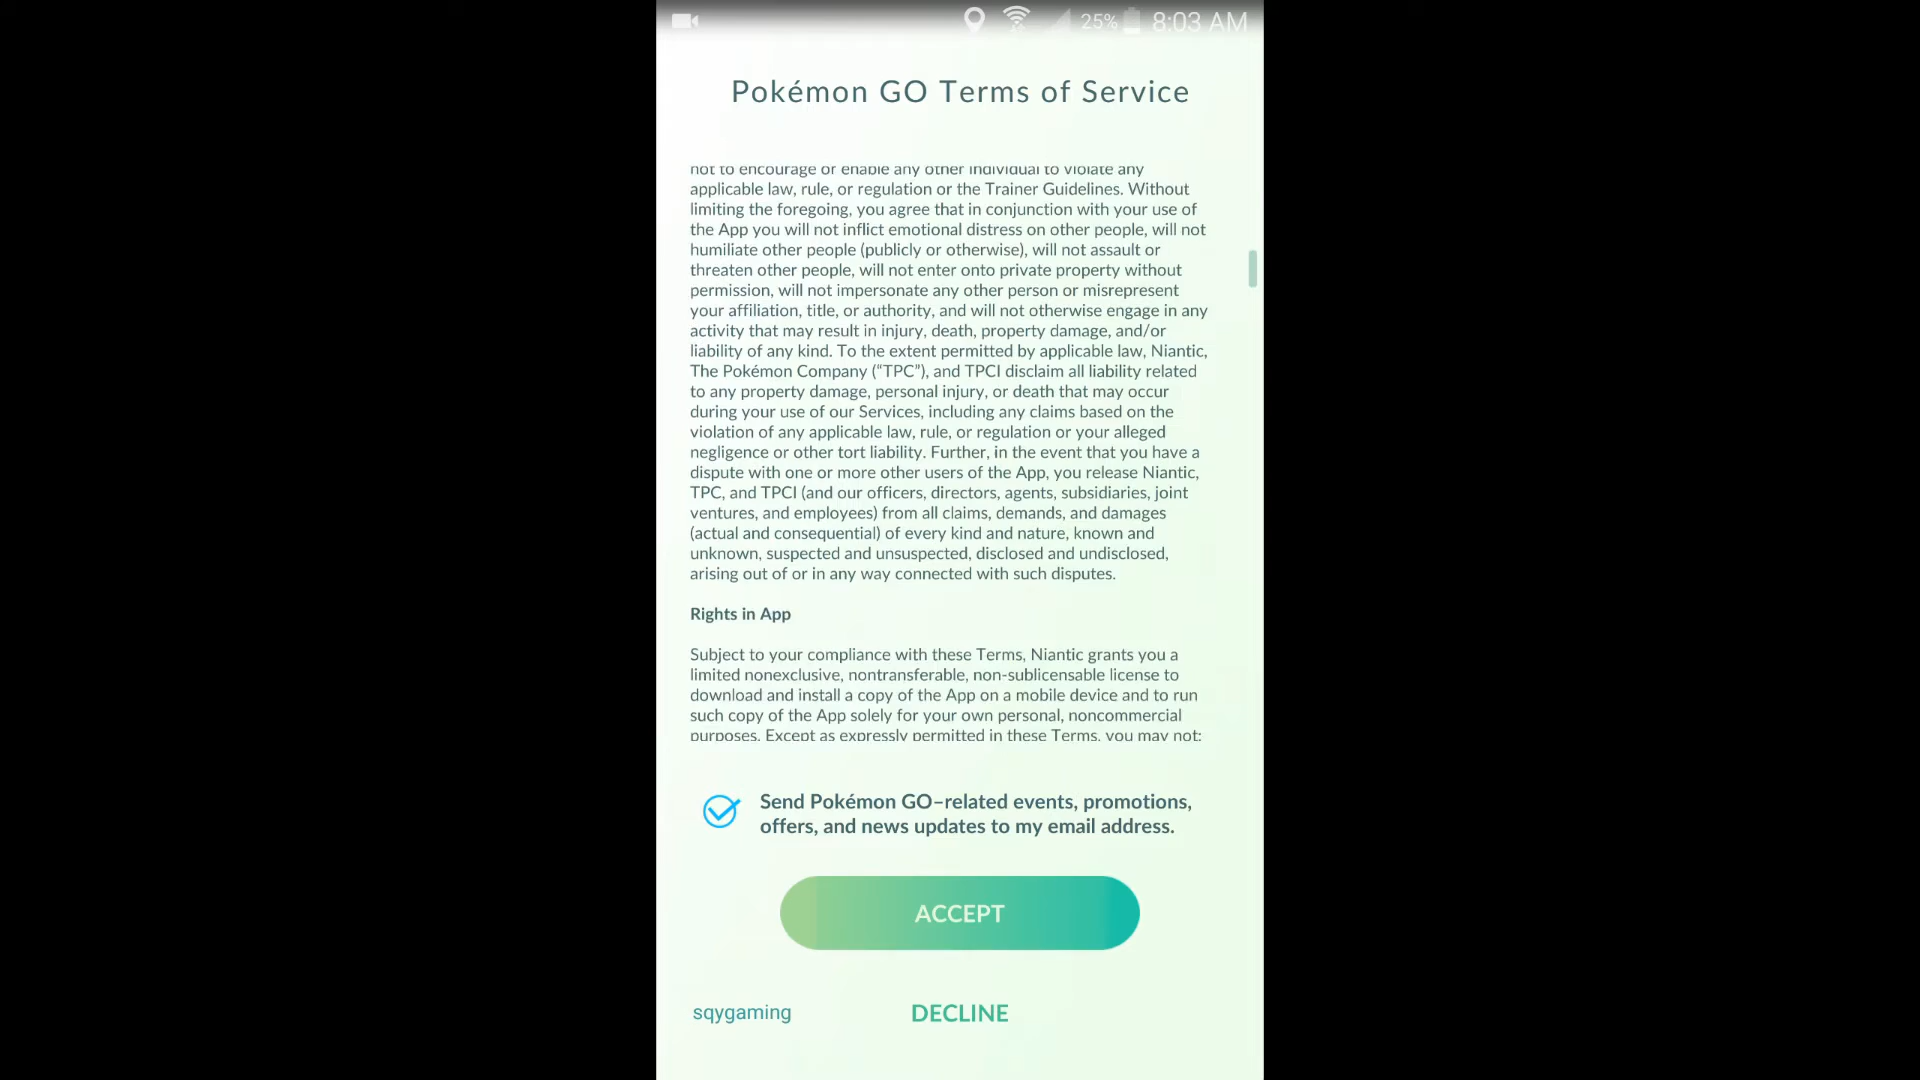 25% 8:03 AM
Pokémon GO Terms of Service
not to encourage or enable any other individual to violate any
applicable law, rule, or regulation or the Trainer Guidelines. Without
limiting the foregoing, you agree that in conjunction with your use of
the App you will not inflict emotional distress on other people, will not
humiliate other people (publicly or otherwise), will not assault or
threaten other people, will not enter onto private property without
permission, will not impersonate any other person or misrepresent
your affiliation, title, or authority, and will not otherwise engage in any
activity that may result in injury, death, property damage, and/or
liability of any kind. To the extent permitted by applicable law, Niantic,
The Pokémon Company (“TPC”), and TPCI disclaim all liability related
to any property damage, personal injury, or death that may occur
during your use of our Services, including any claims based on the
violation of any applicable law, rule, or regulation or your alleged
negligence or other tort liability. Further, in the event that you have a
dispute with one or more other users of the App, you release Niantic,
TPC, and TPCI (and our officers, directors, agents, subsidiaries, joint
ventures, and employees) from all claims, demands, and damages
(actual and consequential) of every kind and nature, known and
unknown, suspected and unsuspected, disclosed and undisclosed,
arising out of or in any way connected with such disputes.
Rights in App
Subject to your compliance with these Terms, Niantic grants you a
limited nonexclusive, nontransferable, non-sublicensable license to
download and install a copy of the App on a mobile device and to run
such copy of the App solely for your own personal, noncommercial
purposes. Except as expressly permitted in these Terms, you may not:
Send Pokémon GO–related events, promotions,
offers, and news updates to my email address.
ACCEPT
sqygaming DECLINE